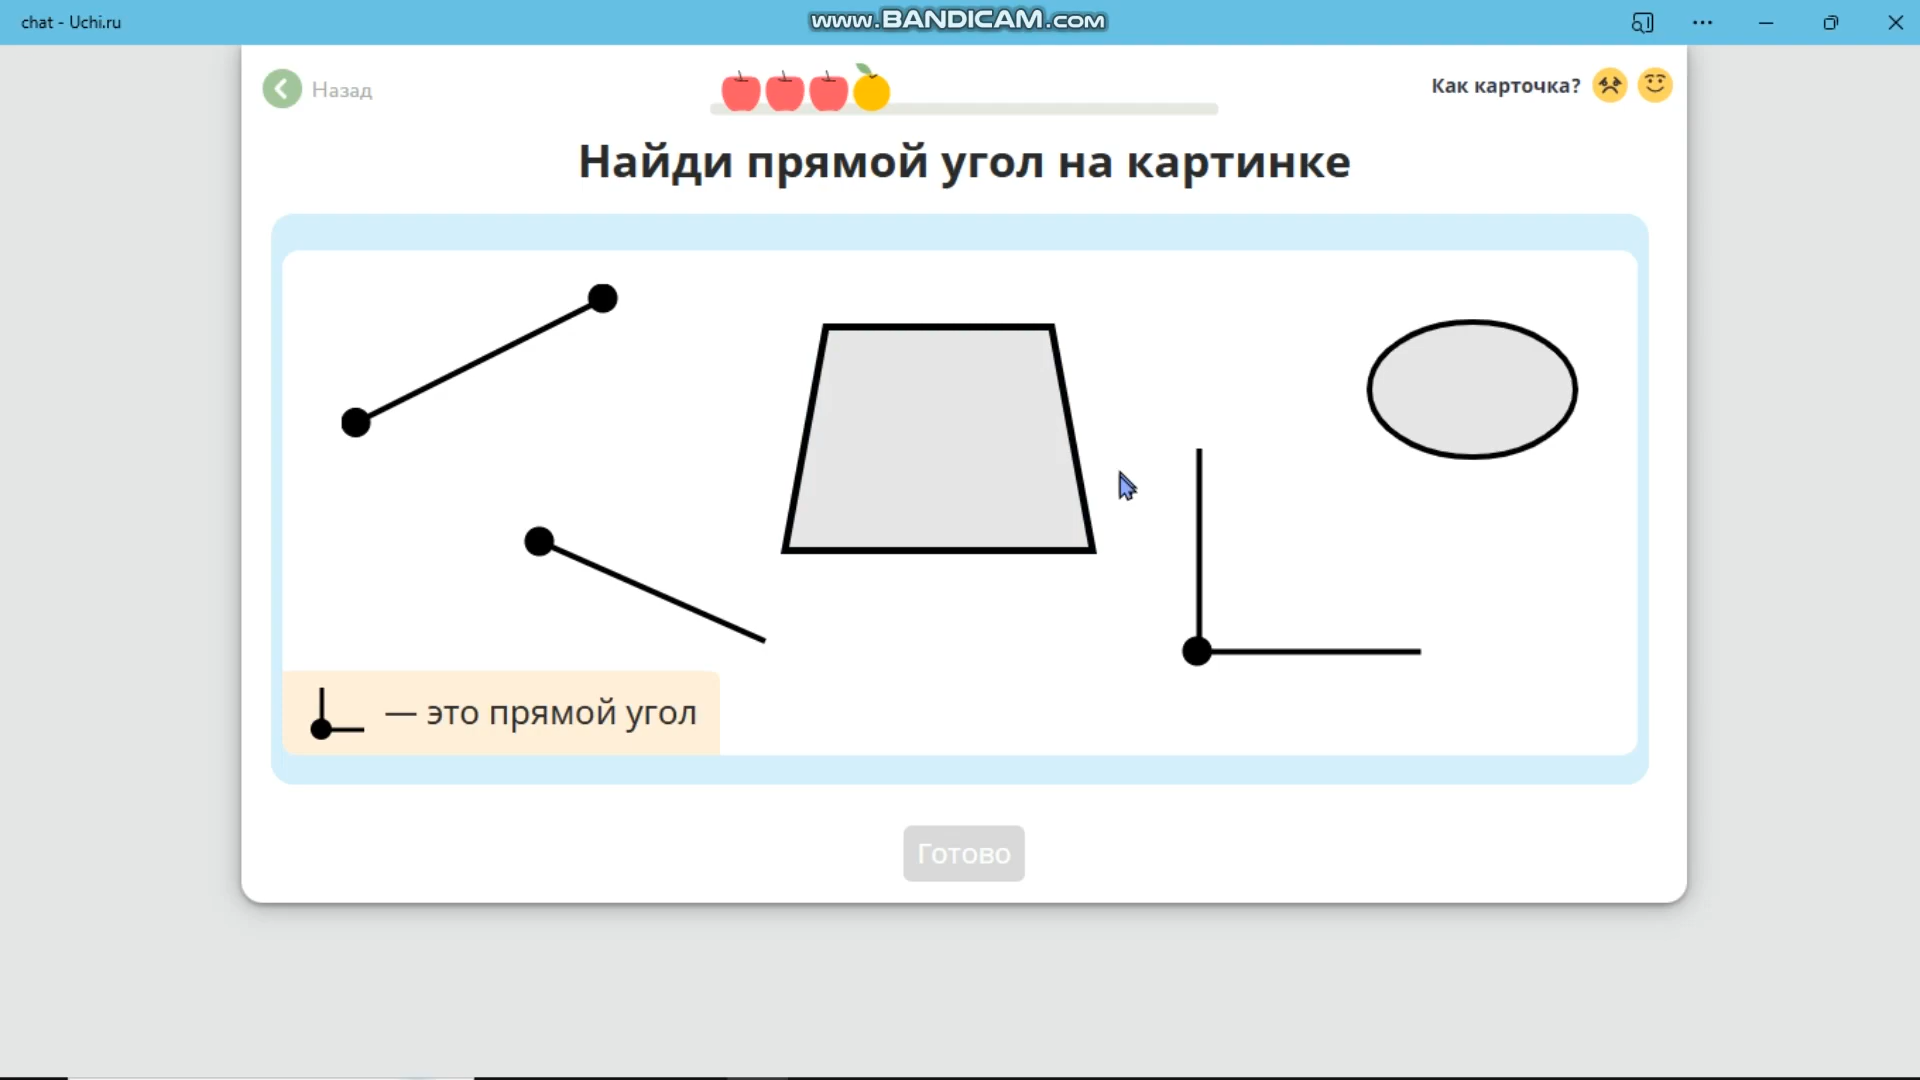 chat - Uchi.ru
www.BANDICAM.com
Назад
Как карточка?
Найди прямой угол на картинке
— это прямой угол
Готово